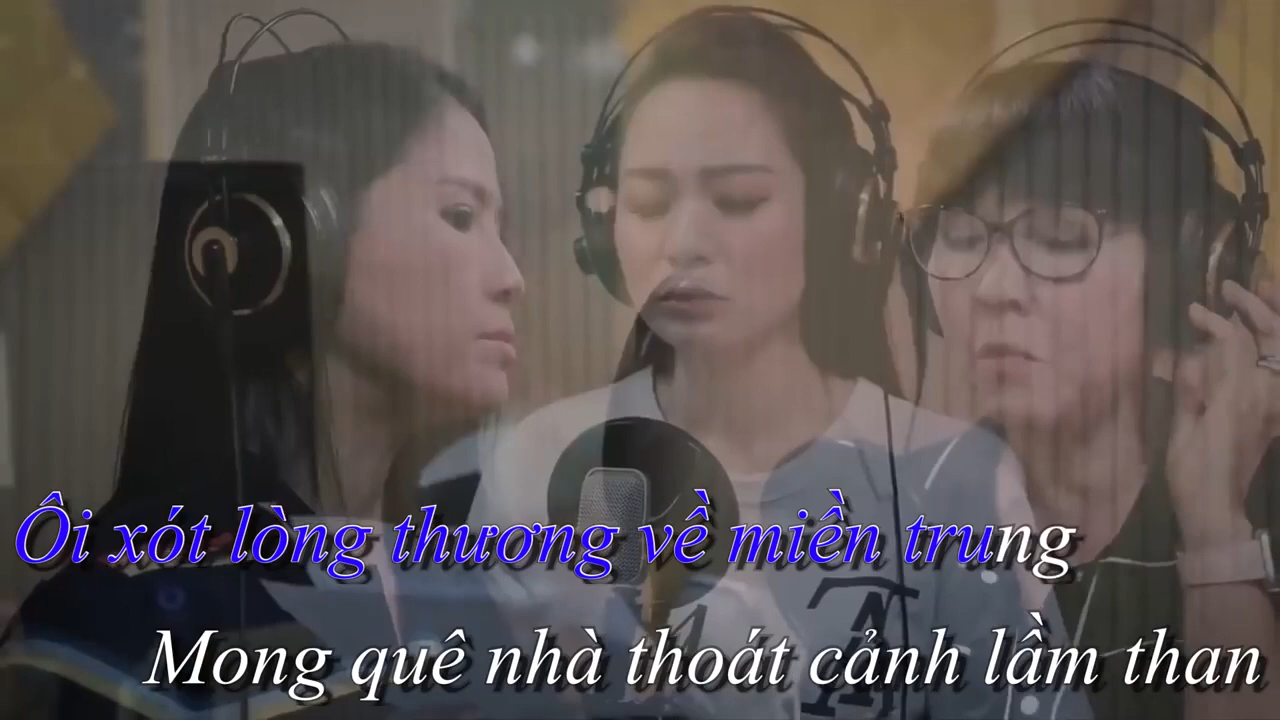 Ôi xót lòng thương về miền trung
Mong quê nhà thoát cảnh lầm than